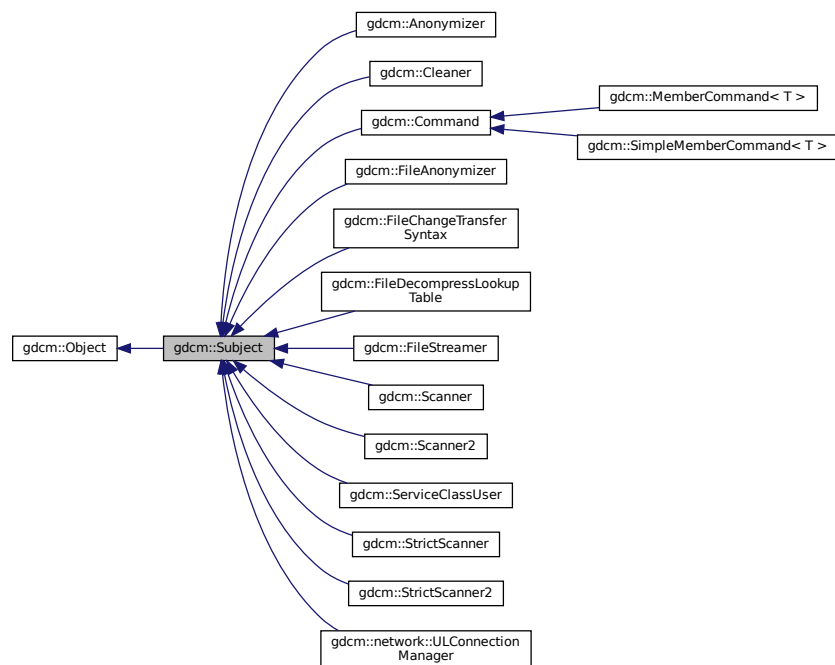 gdcm::Anonymizer
gdcm::Cleaner
gdcm::MemberCommand< T >
gdcm::Command
gdcm::SimpleMemberCommand< T >
gdcm::FileAnonymizer
gdcm::FileChangeTransfer
Syntax
gdcm::FileDecompressLookup
Table
gdcm::Object
gdcm::Subject
gdcm::FileStreamer
gdcm::Scanner
gdcm::Scanner2
gdcm::ServiceClassUser
gdcm::StrictScanner
gdcm::StrictScanner2
gdcm::network::ULConnection
Manager